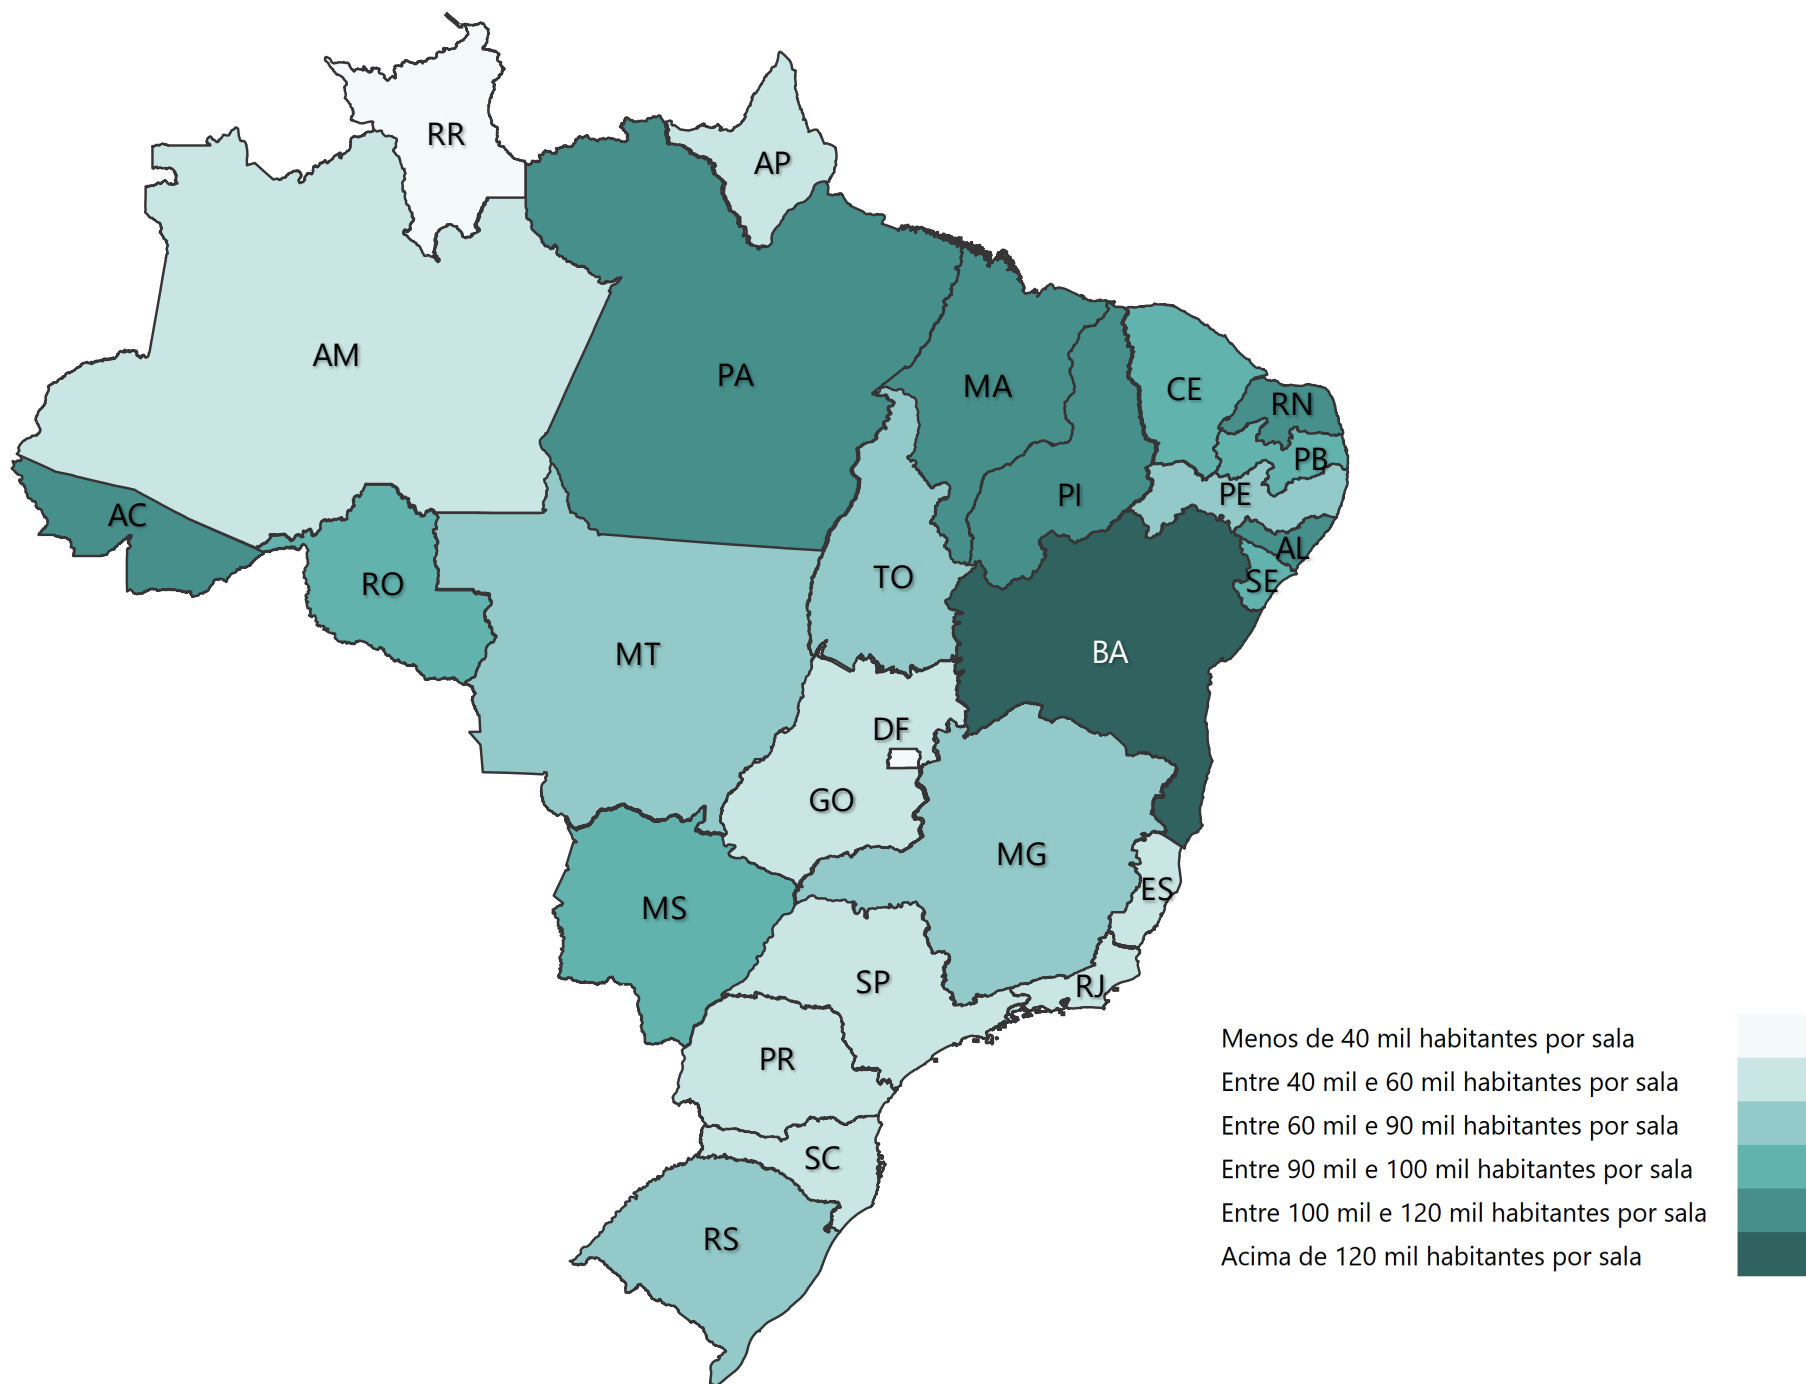 RR
AP
AM
PA
MA
CE
RN
PB
PI
PE
AC
AL
TO
SE
RO
MT
BA
DF
GO
MG
ES
MS
SP
RJ
PR
SC
RS
Menos de 40 mil habitantes por sala
Entre 40 mil e 60 mil habitantes por sala
Entre 60 mil e 90 mil habitantes por sala
Entre 90 mil e 100 mil habitantes por sala
Entre 100 mil e 120 mil habitantes por sala
Acima de 120 mil habitantes por sala